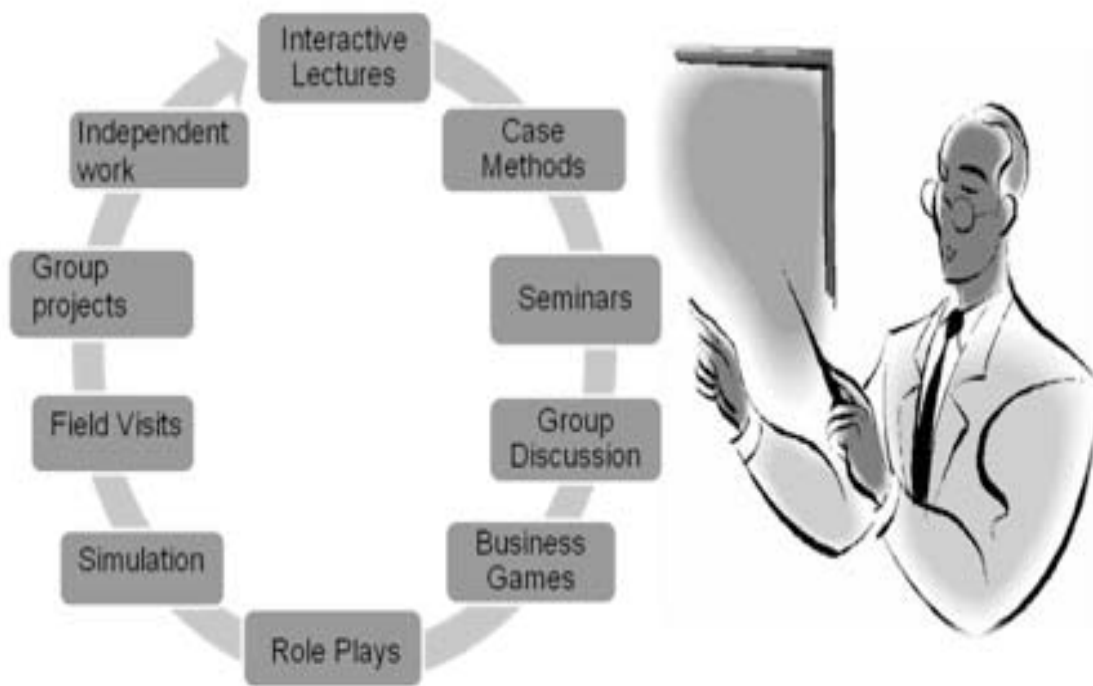 Interactive
Lectures
Case
Methods
Seminars
Group
Discussion
Business
Games
Role Plays
Simulation
Field Visits
Group
projects
Independent
work